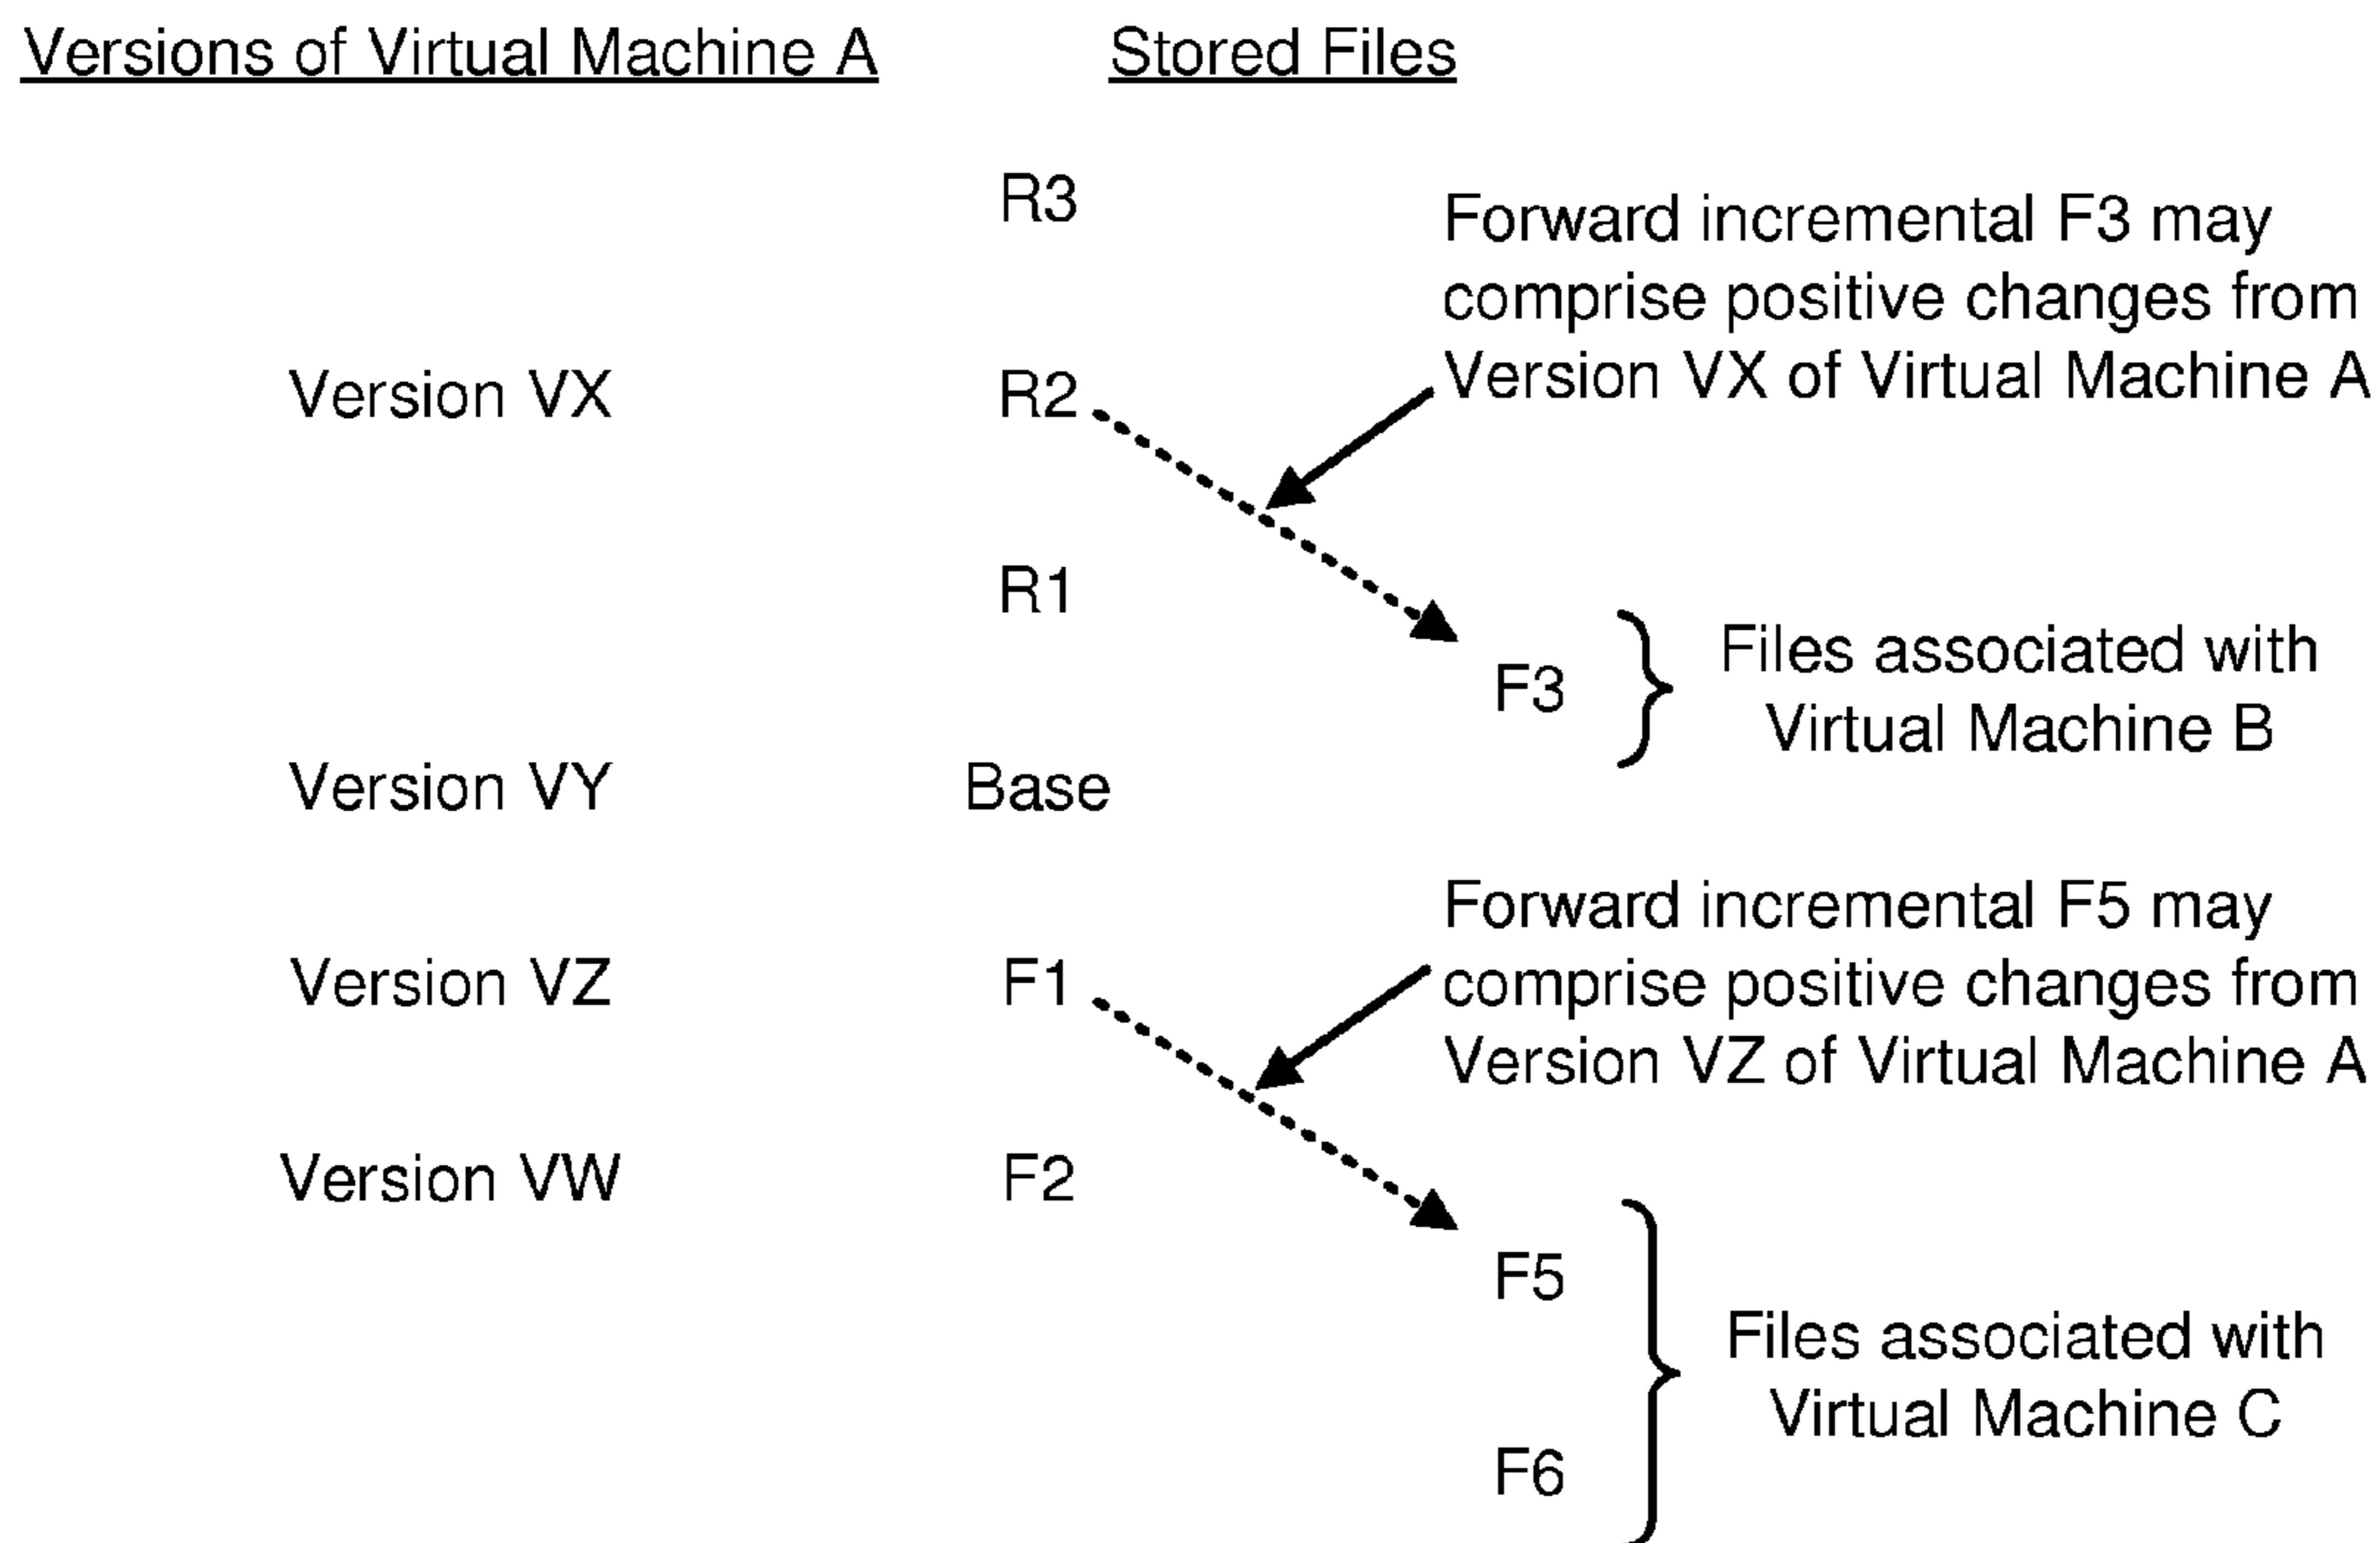 Versions of Virtual Machine A
Stored Files
R3
Forward incremental F3 may
comprise positive changes from
Version VX of Virtual Machine A
Version VX
R2
R1
F3
Files associated with
Virtual Machine B
Version VY
Base
Forward incremental F5 may
comprise positive changes from
Version VZ of Virtual Machine A
Version VZ
F1
Version VW
F2
F5
Files associated with
Virtual Machine C
F6